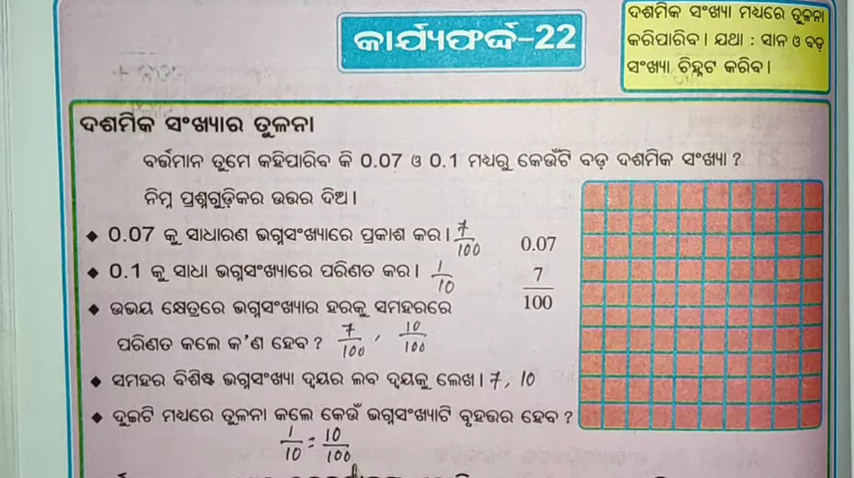 କାର୍ଯ୍ୟଫର୍ଦ୍ଦ-22
ଦଶମିକ ସଂଖ୍ୟା ମଧ୍ୟରେ ତୁଳନା
କରିପାରିବ। ଯଥା : ସାନ ଓ ବଡ଼
ସଂଖ୍ୟା ଚିହ୍ନଟ କରିବ।
ଦଶମିକ ସଂଖ୍ୟାର ତୁଳନା
ବର୍ତ୍ତମାନ ତୁମେ କହିପାରିବ କି 0.07 ଓ 0.1 ମଧ୍ୟରୁ କେଉଁଟି ବଡ଼ ଦଶମିକ ସଂଖ୍ୟା ?
ନିମ୍ନ ପ୍ରଶ୍ନଗୁଡ଼ିକର ଉତ୍ତର ଦିଅ।
◆ 0.07 କୁ ସାଧାରଣ ଭଗ୍ନସଂଖ୍ୟାରେ ପ୍ରକାଶ କର। 7/100
0.07
◆ 0.1 କୁ ସାଧା ଭଗ୍ନସଂଖ୍ୟାରେ ପରିଣତ କର। 1/10
7/100
◆ ଉଭୟ କ୍ଷେତ୍ରରେ ଭଗ୍ନସଂଖ୍ୟାର ହରକୁ ସମହରରେ
ପରିଣତ କଲେ କ'ଣ ହେବ ? 7/100 , 10/100
◆ ସମହର ବିଶିଷ୍ଟ ଭଗ୍ନସଂଖ୍ୟା ଦ୍ୱୟର ଲବ ଦ୍ୱୟକୁ ଲେଖ। 7, 10
◆ ଦୁଇଟି ମଧ୍ୟରେ ତୁଳନା କଲେ କେଉଁ ଭଗ୍ନସଂଖ୍ୟାଟି ବୃହତ୍ତର ହେବ ?
1/10 = 10/100